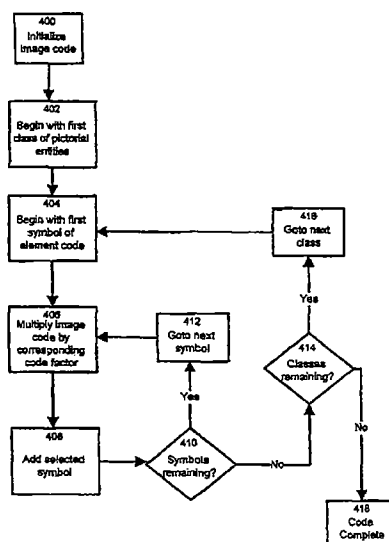 400
Initialize
image code
402
Begin with first
class of pictorial
entities
404
Begin with first
symbol of
element code
416
Goto next
class
Yes
406
Multiply image
code by
corresponding
code factor
412
Goto next
symbol
414
Classes
remaining?
Yes
No
408
Add selected
symbol
410
Symbols
remaining?
No
418
Code
Complete